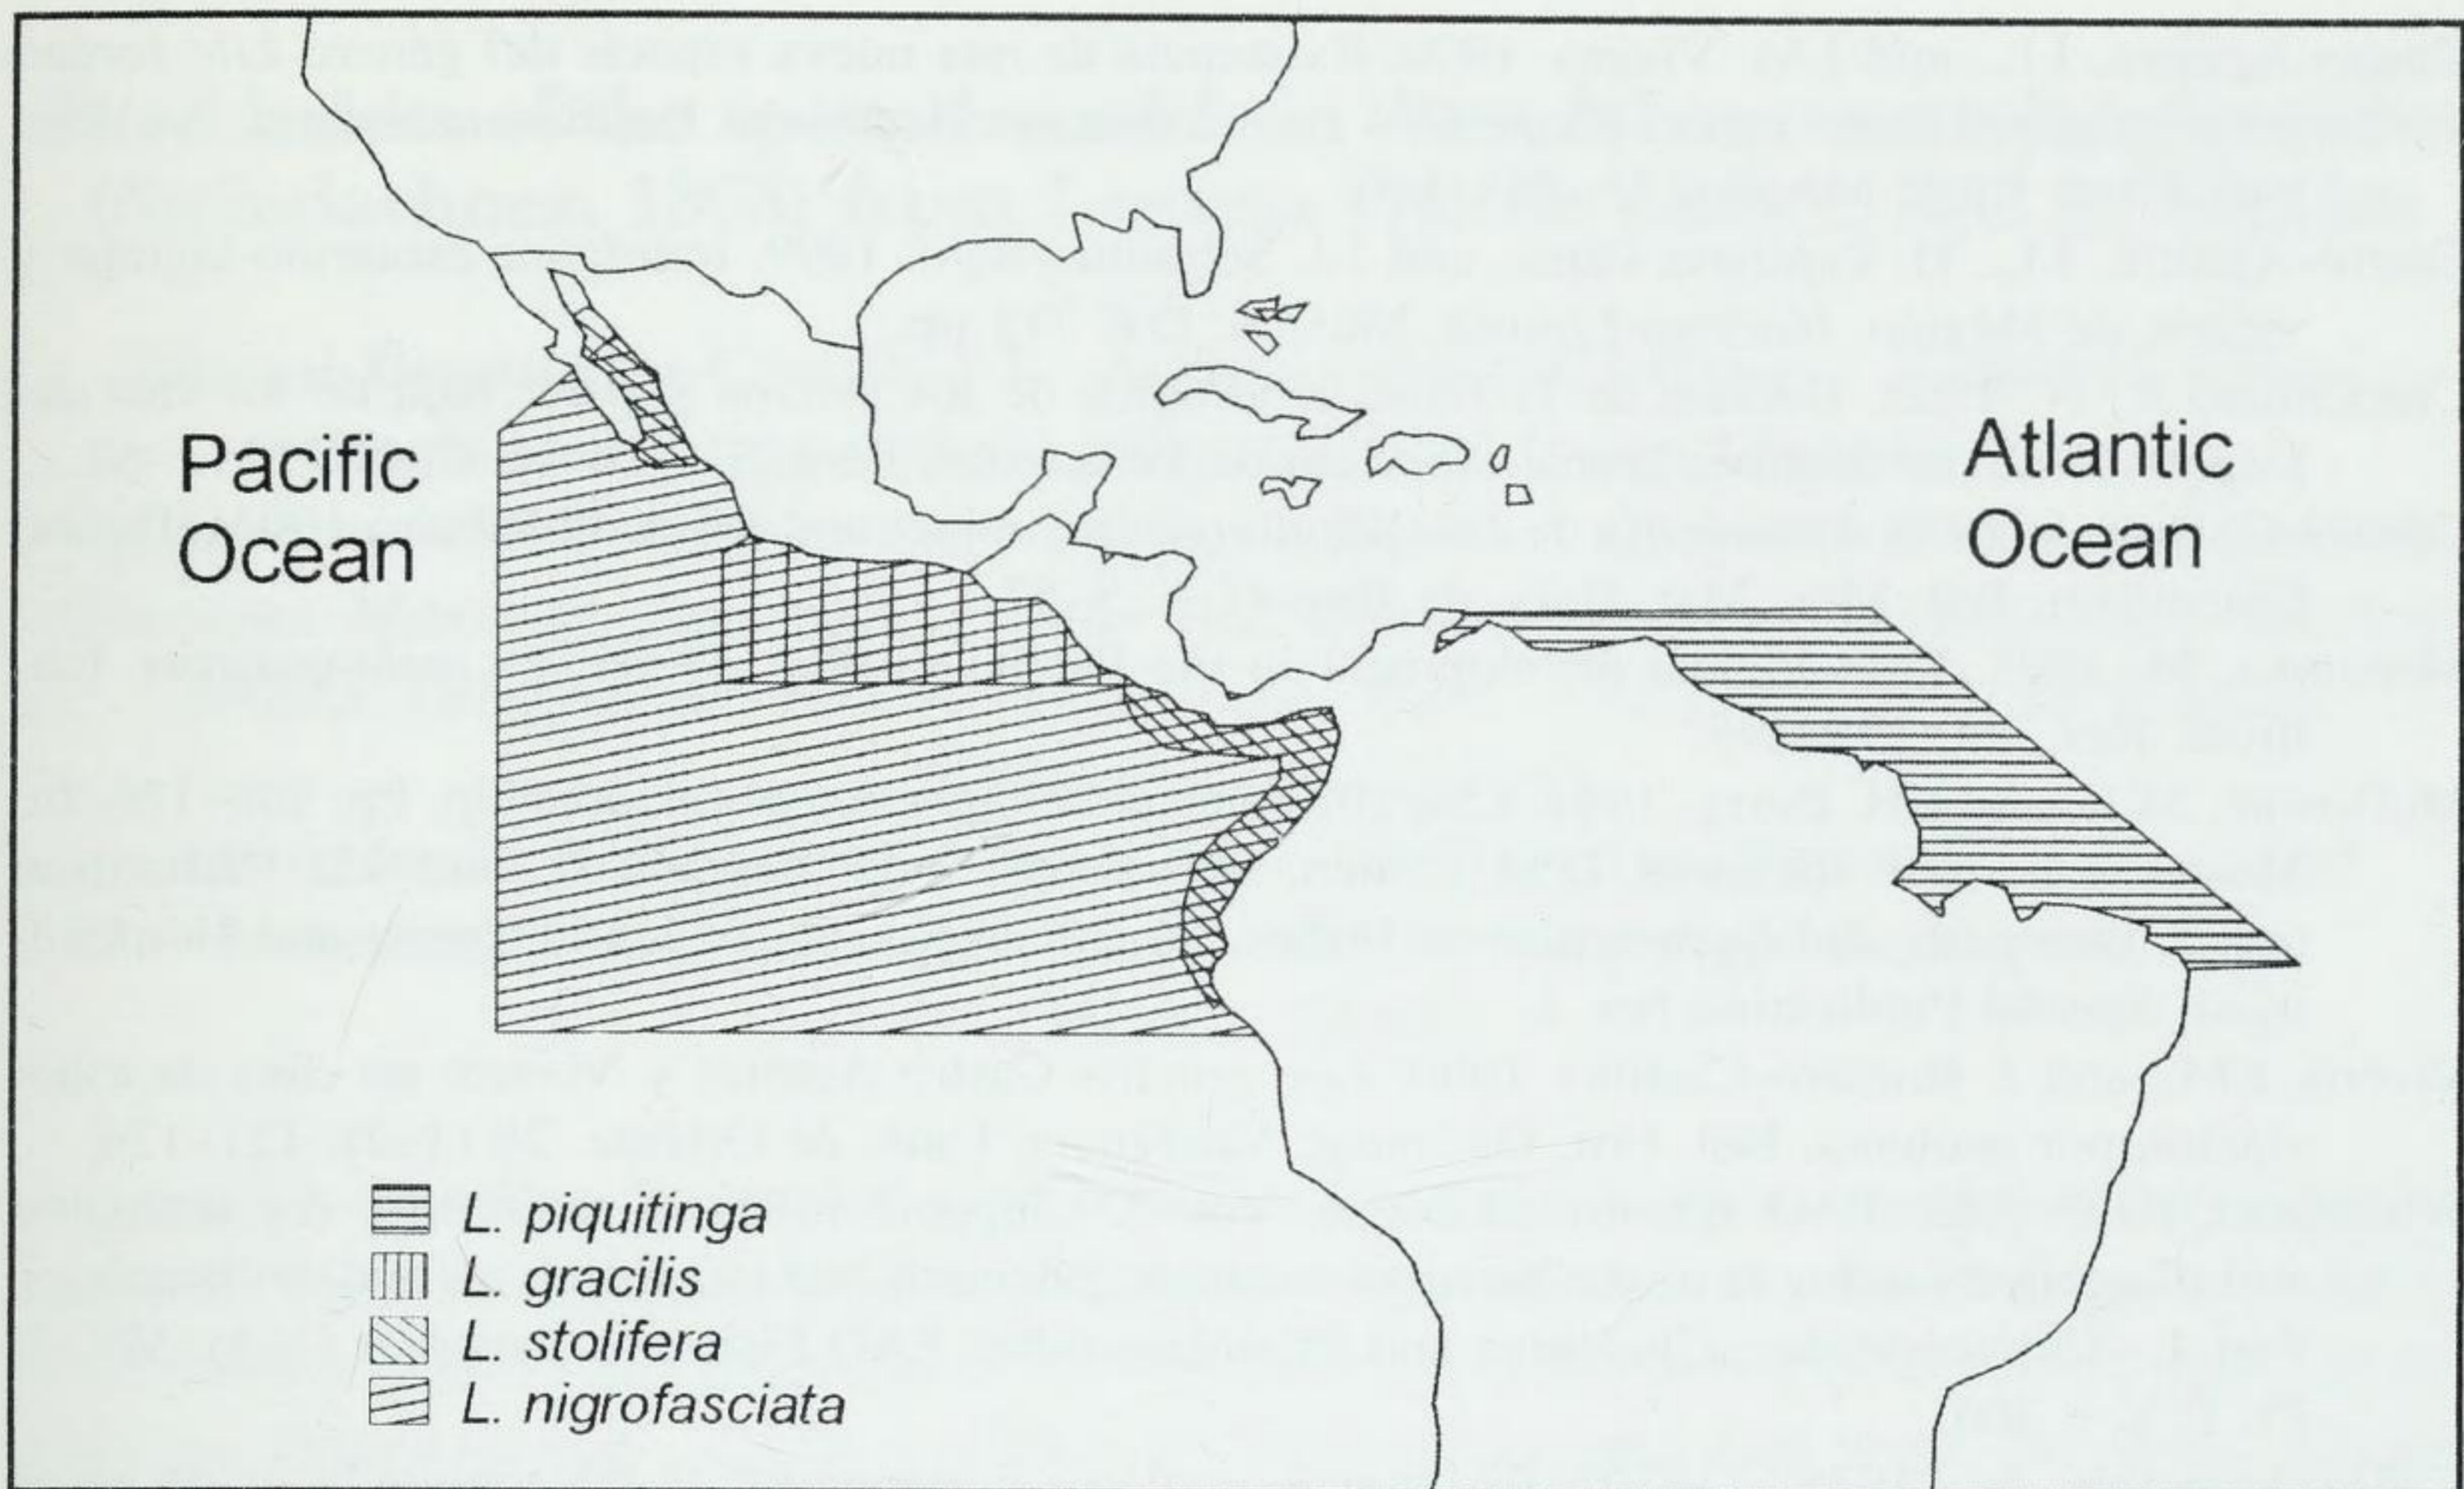 Pacific
Ocean
Atlantic
Ocean
L. piquitinga
L. gracilis
L. stolifera
L. nigrofasciata